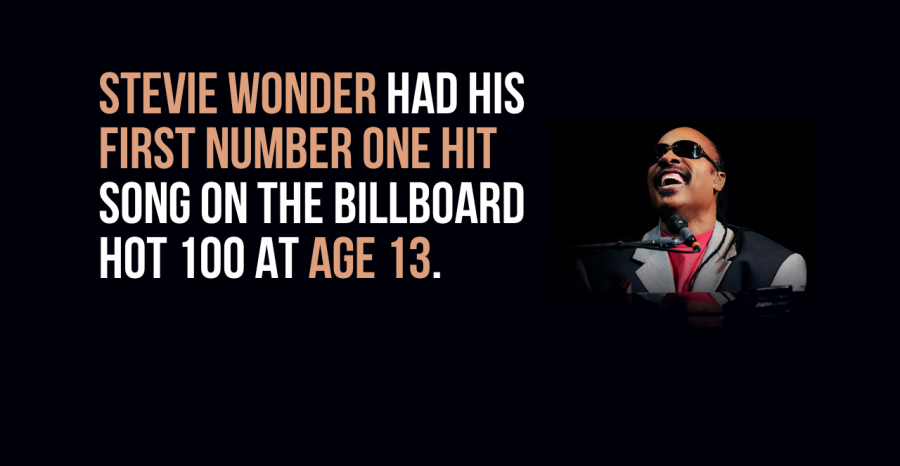 STEVIE WONDER HAD HIS
FIRST NUMBER ONE HIT
SONG ON THE BILLBOARD
HOT 100 AT AGE 13.